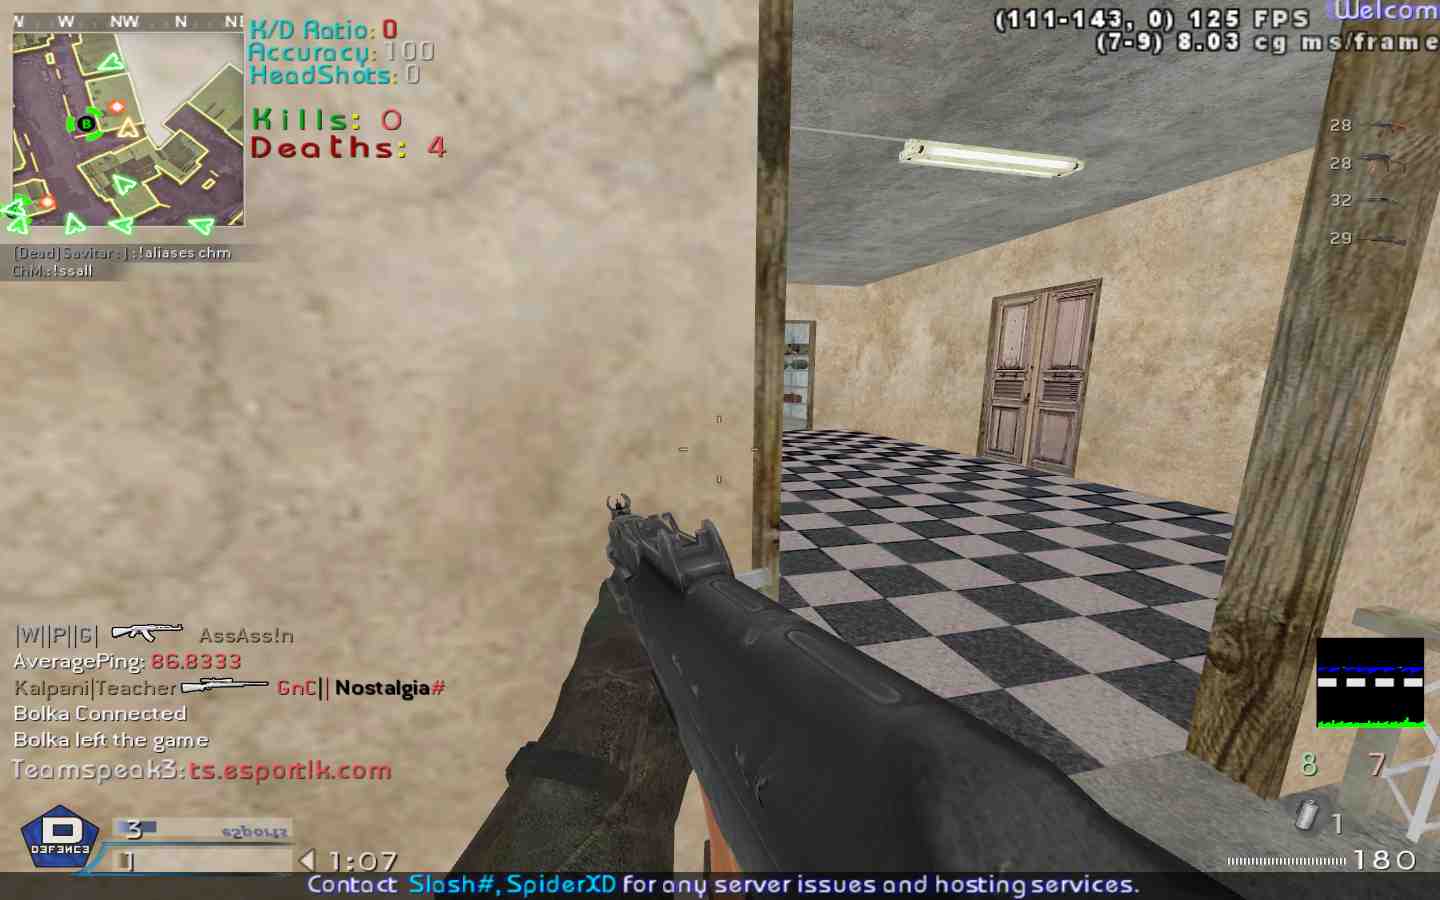 W W NW N N
K/D Ratio: 0
Accuracy: 100
HeadShots: 0
Kills: 0
Deaths: 4
(111-143, 0) 125 FPS
Welcom
(7-9) 8.03 cg ms/frame
28
28
32
29
B
[Dead]Savitar:]:!aliases chm
ChM.:!ssall
|W||P||G| AssAss!n
AveragePing: 86.8333
Kalpani|Teacher GnC|| Nostalgia#
Bolka Connected
Bolka left the game
Teamspeak3:ts.esportlk.com
8 7
D
D3F3NC3
3 esports
1
1:07
1
180
Contact Slash#, SpiderXD for any server issues and hosting services.